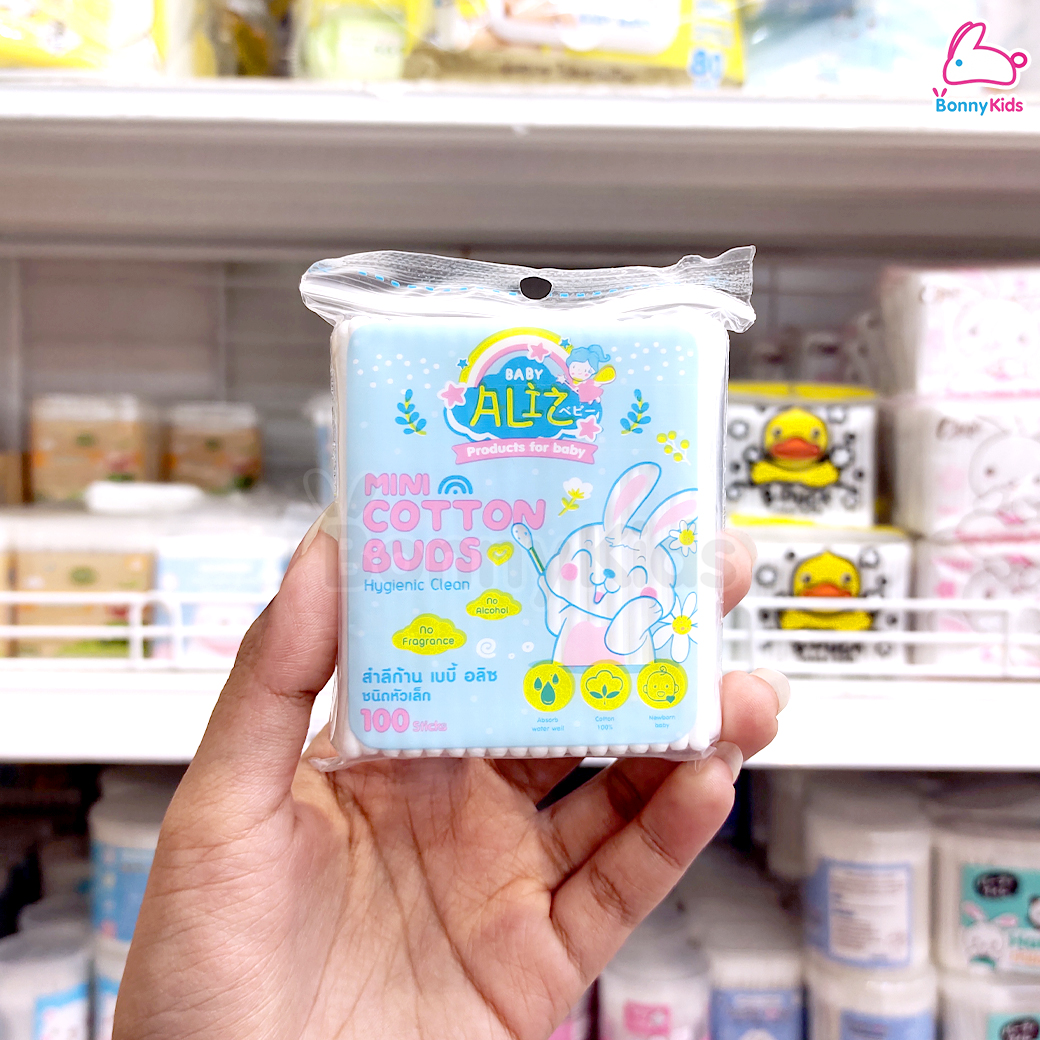 BonnyKids
BABY
ALiz
ベビー
Products for baby
MINI
COTTON
BUDS
Hygienic Clean
No
Alcohol
No
Fragrance
สำลีก้าน เบบี้ อลิซ
ชนิดหัวเล็ก
100 Sticks
Absorb
water well
Cotton
100%
Newborn
baby
BonnyKids